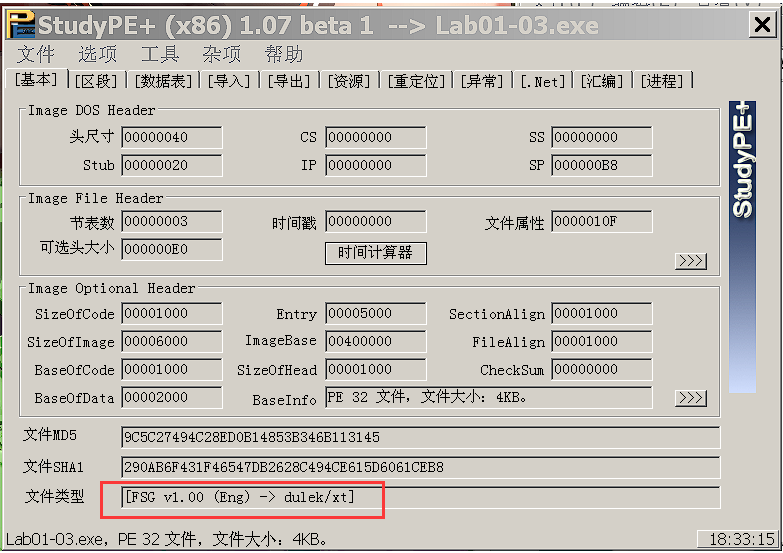 StudyPE+ (x86) 1.07 beta 1 --> Lab01-03.exe
文件 选项 工具 杂项 帮助
[基本] [区段] [数据表] [导入] [导出] [资源] [重定位] [异常] [.Net] [汇编] [进程]
Image DOS Header
头尺寸 00000040 CS 00000000 SS 00000000
Stub 00000020 IP 00000000 SP 000000B8
StudyPE+
Image File Header
节表数 00000003 时间戳 00000000 文件属性 0000010F
可选头大小 000000E0 时间计算器 >>>
Image Optional Header
SizeOfCode 00001000 Entry 00005000 SectionAlign 00001000
SizeOfImage 00006000 ImageBase 00400000 FileAlign 00001000
BaseOfCode 00001000 SizeOfHead 00001000 CheckSum 00000000
BaseOfData 00002000 BaseInfo PE 32 文件，文件大小：4KB。 >>>
文件MD5 9C5C27494C28ED0B14853B346B113145
文件SHA1 290AB6F431F46547DB2628C494CE615D6061CEB8
文件类型 [FSG v1.00 (Eng) -> dulek/xt]
Lab01-03.exe, PE 32 文件，文件大小：4KB。 18:33:15